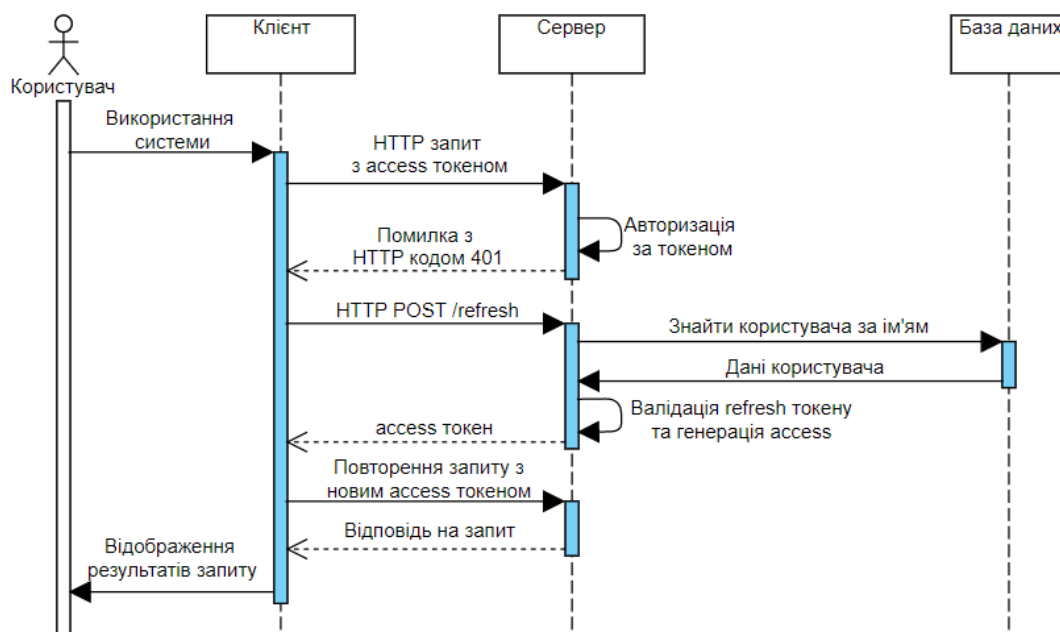 Клієнт
Сервер
База даних
Користувач
Використання
системи
HTTP запит
з access токеном
Авторизація
за токеном
Помилка з
HTTP кодом 401
HTTP POST /refresh
Знайти користувача за ім'ям
Дані користувача
Валідація refresh токену
та генерація access
access токен
Повторення запиту з
новим access токеном
Відповідь на запит
Відображення
результатів запиту